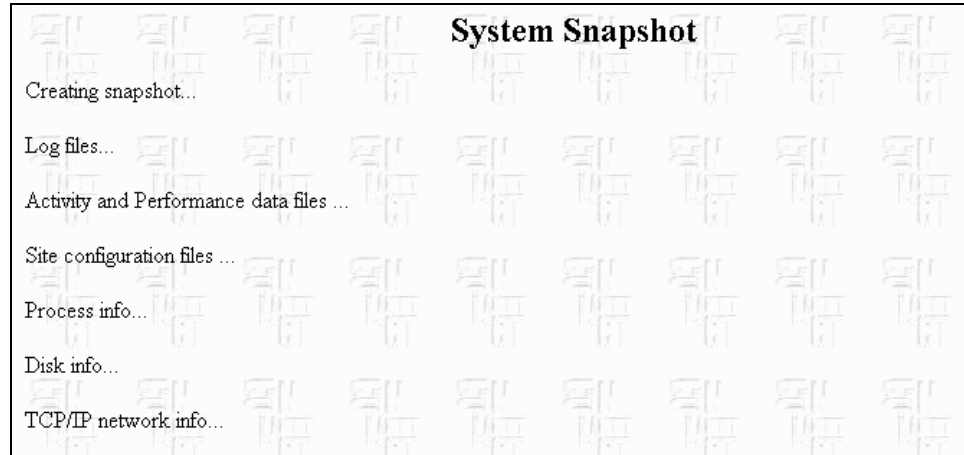 System Snapshot
Creating snapshot...
Log files...
Activity and Performance data files ...
Site configuration files ...
Process info...
Disk info...
TCP/IP network info...